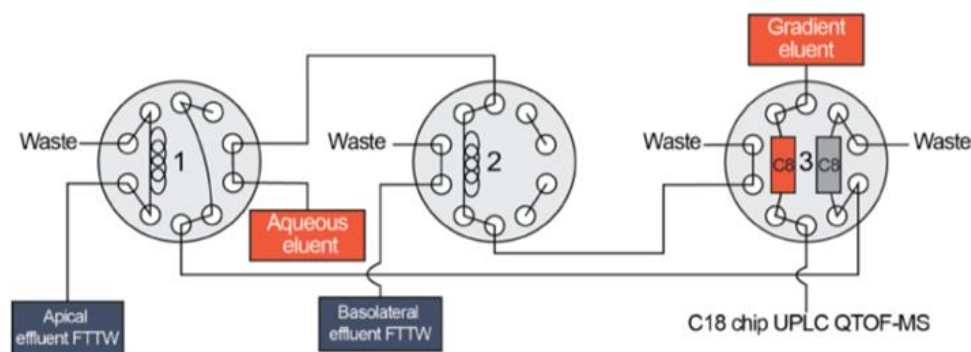 Gradient
eluent
Waste
1
2
Waste
C8
3
C8
Waste
Aqueous
eluent
Apical
effluent FTTW
Basolateral
effluent FTTW
C18 chip UPLC QTOF-MS